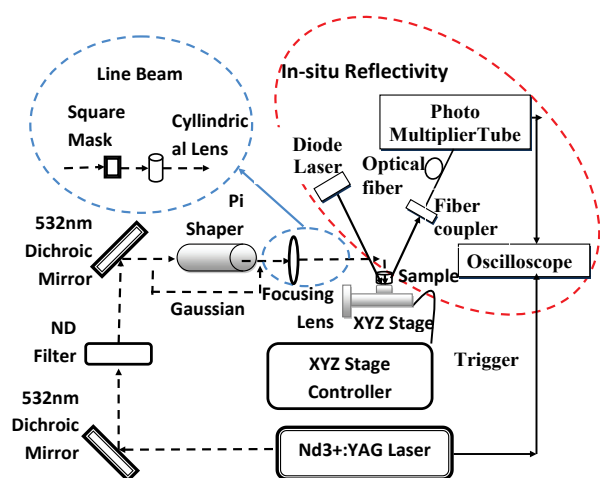 Line Beam
Square
Mask
Cyllindric
al Lens
In-situ Reflectivity
Photo
MultiplierTube
Diode
Laser
Optical
fiber
Fiber
coupler
Pi
Shaper
532nm
Dichroic
Mirror
Gaussian
Focusing
Lens
Sample
Oscilloscope
XYZ Stage
ND
Filter
XYZ Stage
Controller
Trigger
532nm
Dichroic
Mirror
Nd3+:YAG Laser